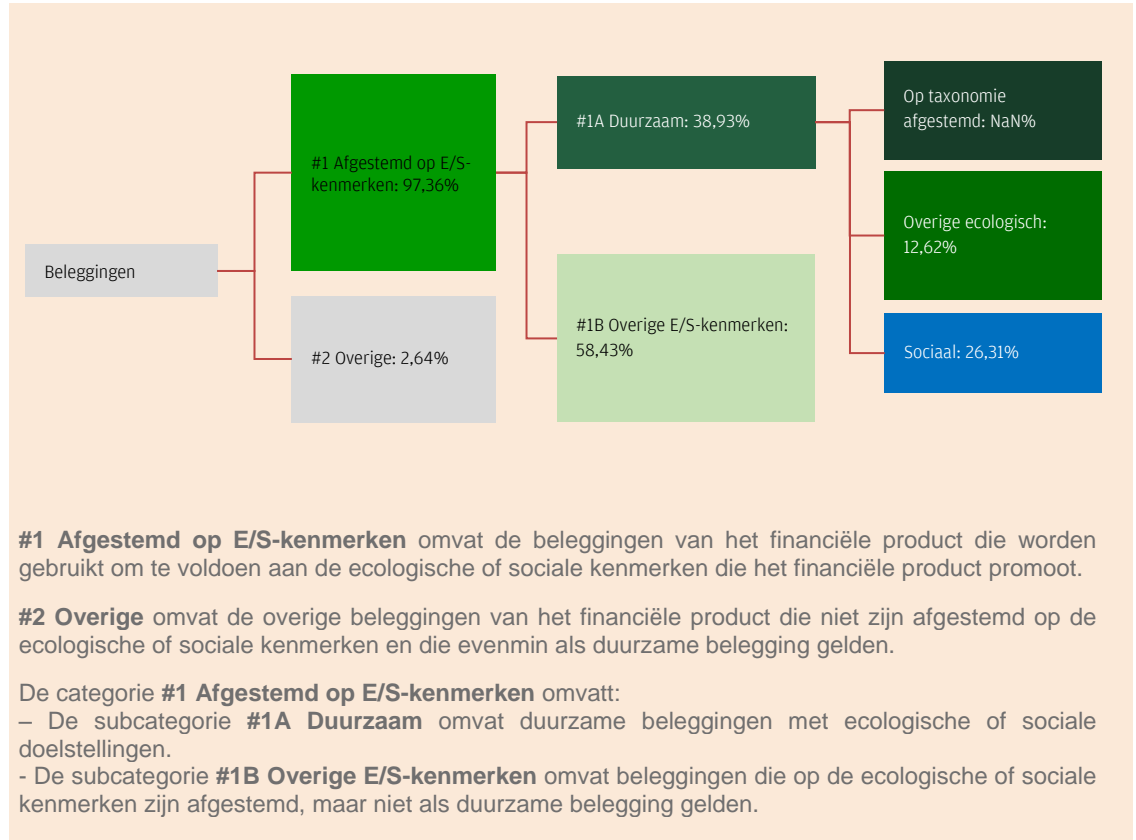 Op taxonomie
afgestemd: NaN%
#1A Duurzaam: 38,93%
#1 Afgestemd op E/S-
kenmerken: 97,36%
Overige ecologisch:
12,62%
Beleggingen
#1B Overige E/S-kenmerken:
58,43%
#2 Overige: 2,64%
Sociaal: 26,31%
#1 Afgestemd op E/S-kenmerken omvat de beleggingen van het financiële product die worden
gebruikt om te voldoen aan de ecologische of sociale kenmerken die het financiële product promoot.
#2 Overige omvat de overige beleggingen van het financiële product die niet zijn afgestemd op de
ecologische of sociale kenmerken en die evenmin als duurzame belegging gelden.
De categorie #1 Afgestemd op E/S-kenmerken omvatt:
– De subcategorie #1A Duurzaam omvat duurzame beleggingen met ecologische of sociale
doelstellingen.
- De subcategorie #1B Overige E/S-kenmerken omvat beleggingen die op de ecologische of sociale
kenmerken zijn afgestemd, maar niet als duurzame belegging gelden.